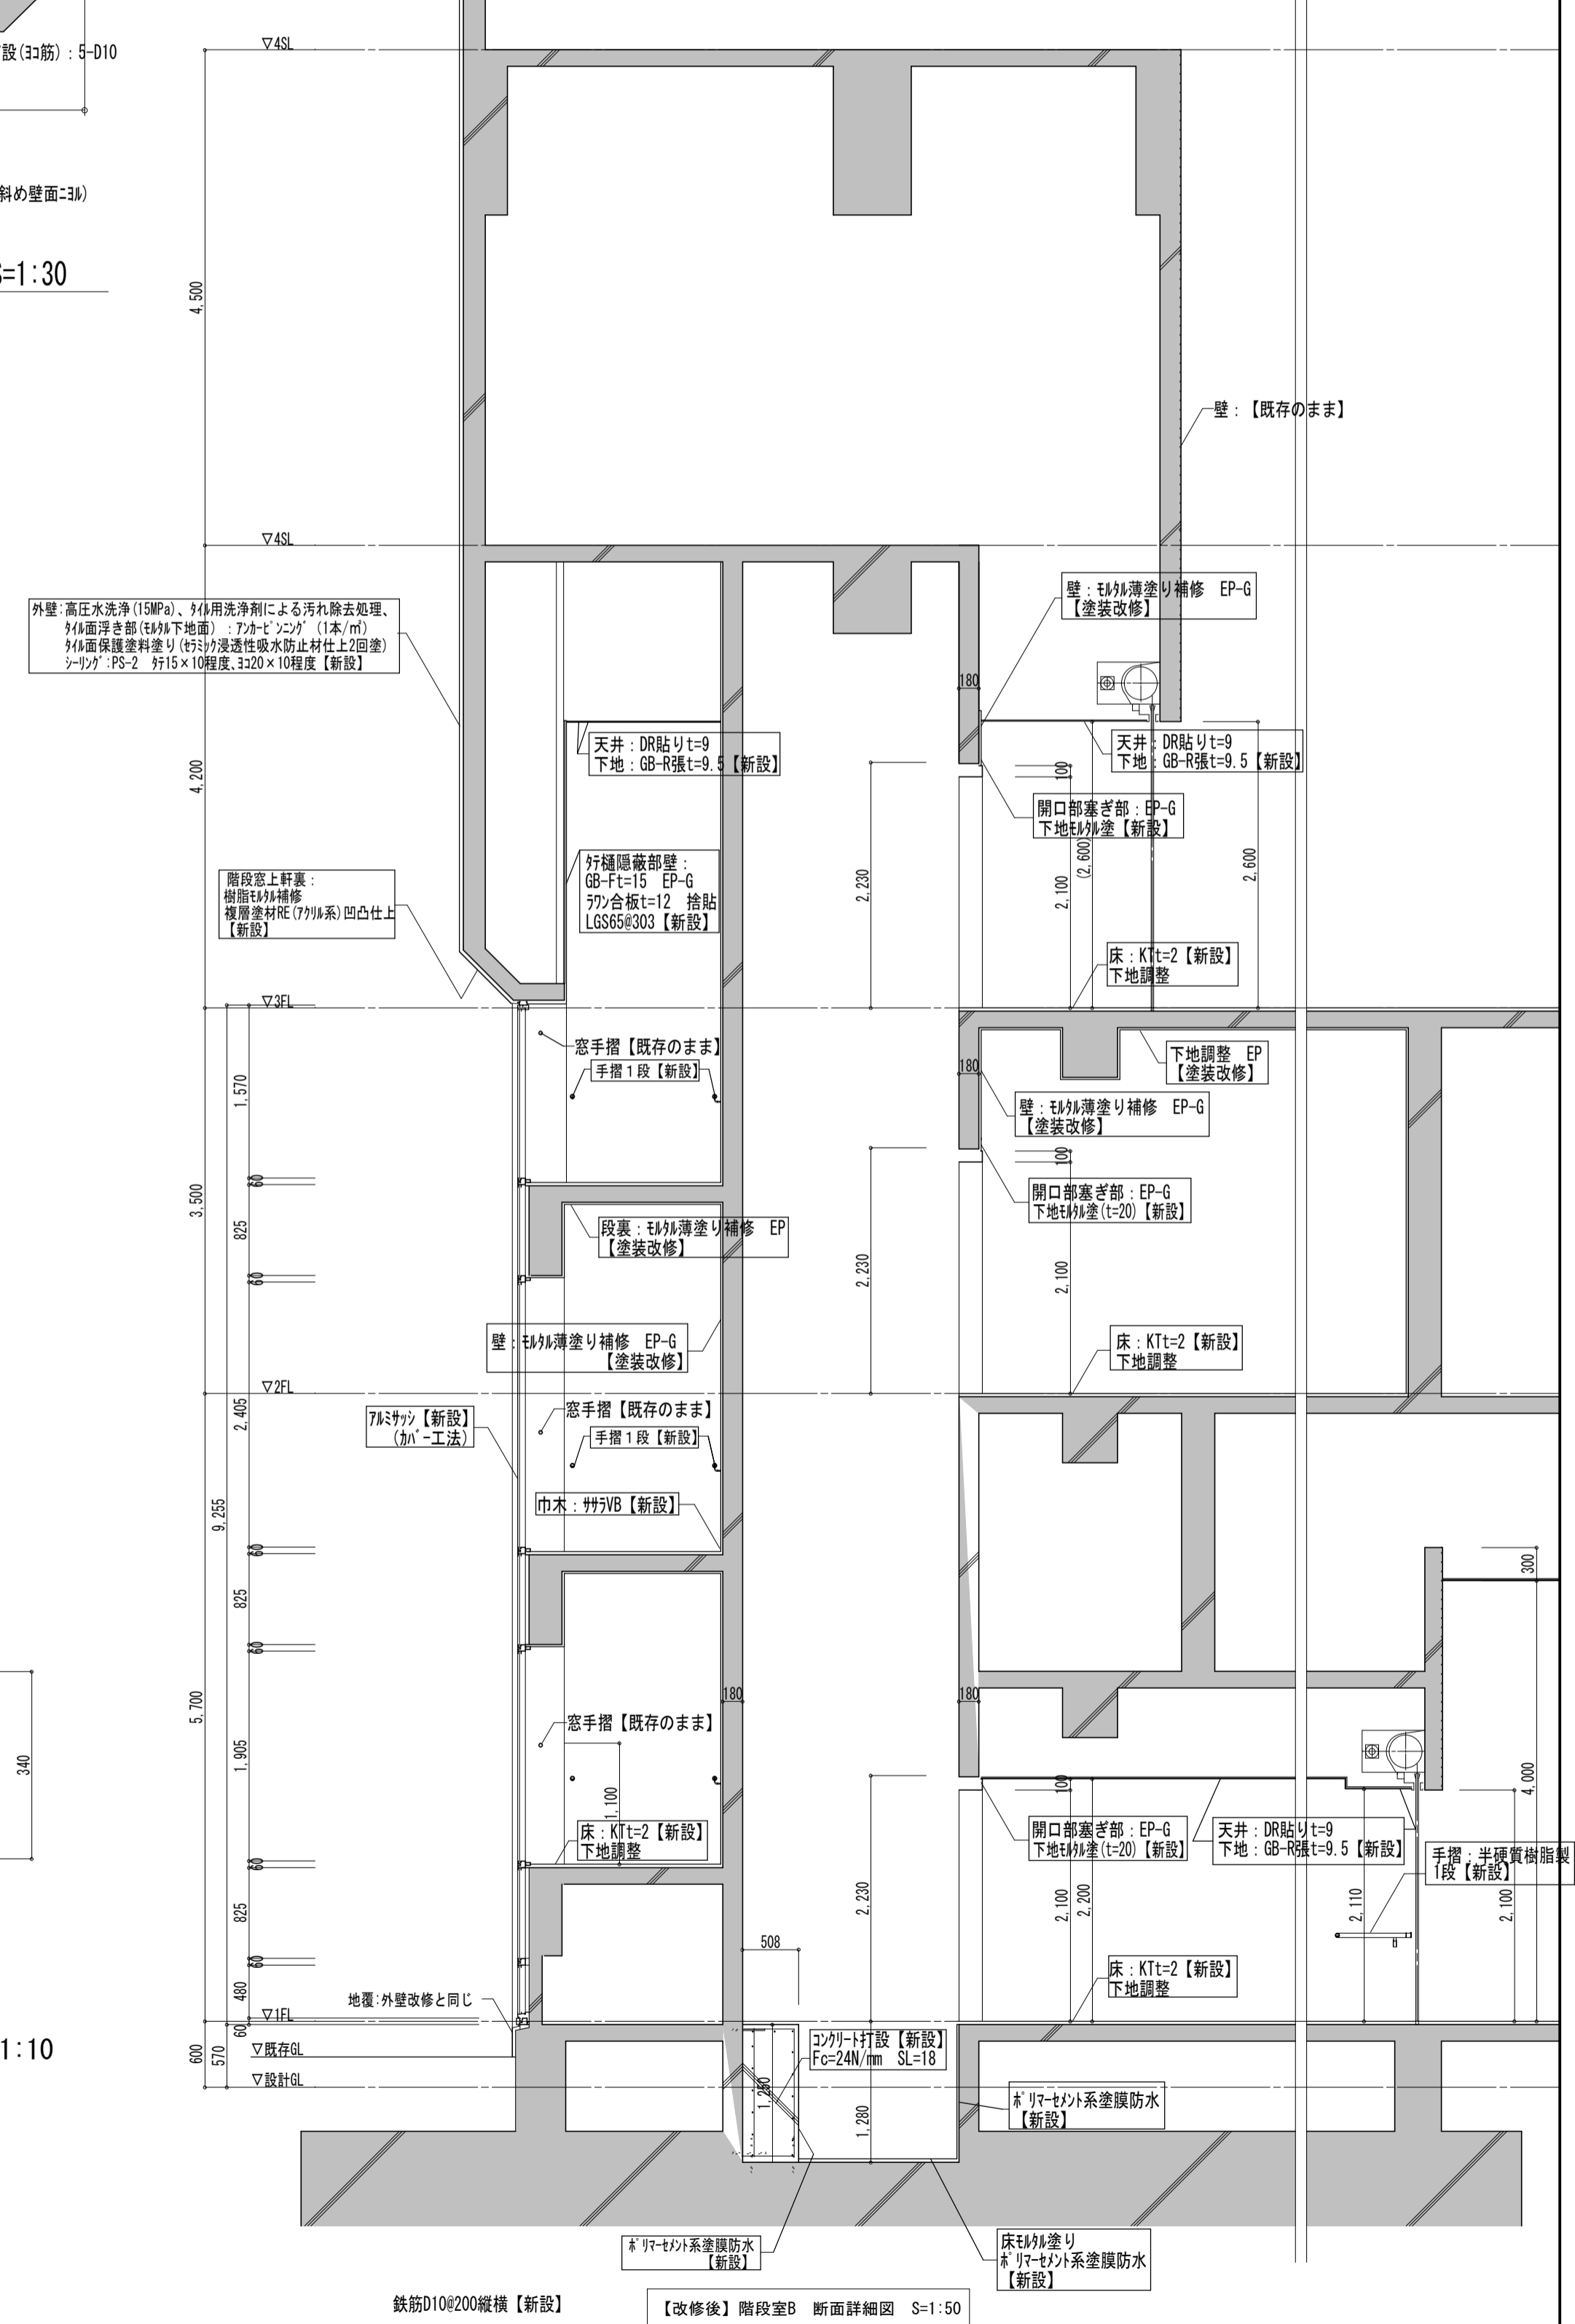 設(ﾖｺ筋)：5-D10
斜め壁面ﾆﾖﾙ)
S=1:30
▽4SL
4,500
壁：【既存のまま】
▽4SL
外壁:高圧水洗浄(15MPa)、ﾀｲﾙ用洗浄剤による汚れ除去処理、
ﾀｲﾙ面浮き部(ﾓﾙﾀﾙ下地面)：ｱﾝｶｰﾋﾟﾝﾆﾝｸﾞ(1本/㎡)
ﾀｲﾙ面保護塗料塗り(ｾﾗﾐｯｸ浸透性吸水防止材仕上2回塗)
ｼｰﾘﾝｸﾞ:PS-2 ﾀﾃ15×10程度､ﾖｺ20×10程度【新設】
壁：ﾓﾙﾀﾙ薄塗り補修 EP-G
【塗装改修】
180
天井：DR貼りt=9
下地：GB-R張t=9.5【新設】
天井：DR貼りt=9
下地：GB-R張t=9.5【新設】
4,200
100
開口部塞ぎ部：EP-G
下地ﾓﾙﾀﾙ塗【新設】
2,230
2,100
(2,600)
2,600
ﾀﾃ樋隠蔽部壁：
GB-Ft=15 EP-G
ﾗﾜﾝ合板t=12 捨貼
LGS65@303【新設】
階段窓上軒裏：
樹脂ﾓﾙﾀﾙ補修
複層塗材RE(ｱｸﾘﾙ系)凹凸仕上
【新設】
床：KTt=2【新設】
下地調整
▽3FL
窓手摺【既存のまま】
手摺１段【新設】
下地調整 EP
【塗装改修】
180
壁：ﾓﾙﾀﾙ薄塗り補修 EP-G
【塗装改修】
1,570
60
825
60
3,500
100
開口部塞ぎ部：EP-G
下地ﾓﾙﾀﾙ塗(t=20)【新設】
段裏：ﾓﾙﾀﾙ薄塗り補修 EP
【塗装改修】
2,230
2,100
壁：ﾓﾙﾀﾙ薄塗り補修 EP-G
【塗装改修】
床：KTt=2【新設】
下地調整
▽2FL
2,405
ｱﾙﾐｻｯｼ【新設】
(ｶﾊﾞｰ工法)
窓手摺【既存のまま】
手摺１段【新設】
巾木：ｻｻﾗVB【新設】
9,255
60
825
60
300
5,700
180
180
340
窓手摺【既存のまま】
1,905
1,100
4,000
100
床：KTt=2【新設】
下地調整
開口部塞ぎ部：EP-G
下地ﾓﾙﾀﾙ塗(t=20)【新設】
天井：DR貼りt=9
下地：GB-R張t=9.5【新設】
手摺：半硬質樹脂製
1段【新設】
60
825
60
480
2,230
2,100
2,200
2,110
2,100
508
床：KTt=2【新設】
下地調整
地覆:外壁改修と同じ
▽1FL
60
1:10
▽既存GL
▽設計GL
600
570
ｺﾝｸﾘｰﾄ打設【新設】
Fc=24N/mm SL=18
1,250
1,280
ﾎﾟﾘﾏｰｾﾒﾝﾄ系塗膜防水
【新設】
ﾎﾟﾘﾏｰｾﾒﾝﾄ系塗膜防水
【新設】
床ﾓﾙﾀﾙ塗り
ﾎﾟﾘﾏｰｾﾒﾝﾄ系塗膜防水
【新設】
鉄筋D10@200縦横【新設】
【改修後】階段室B 断面詳細図 S=1:50